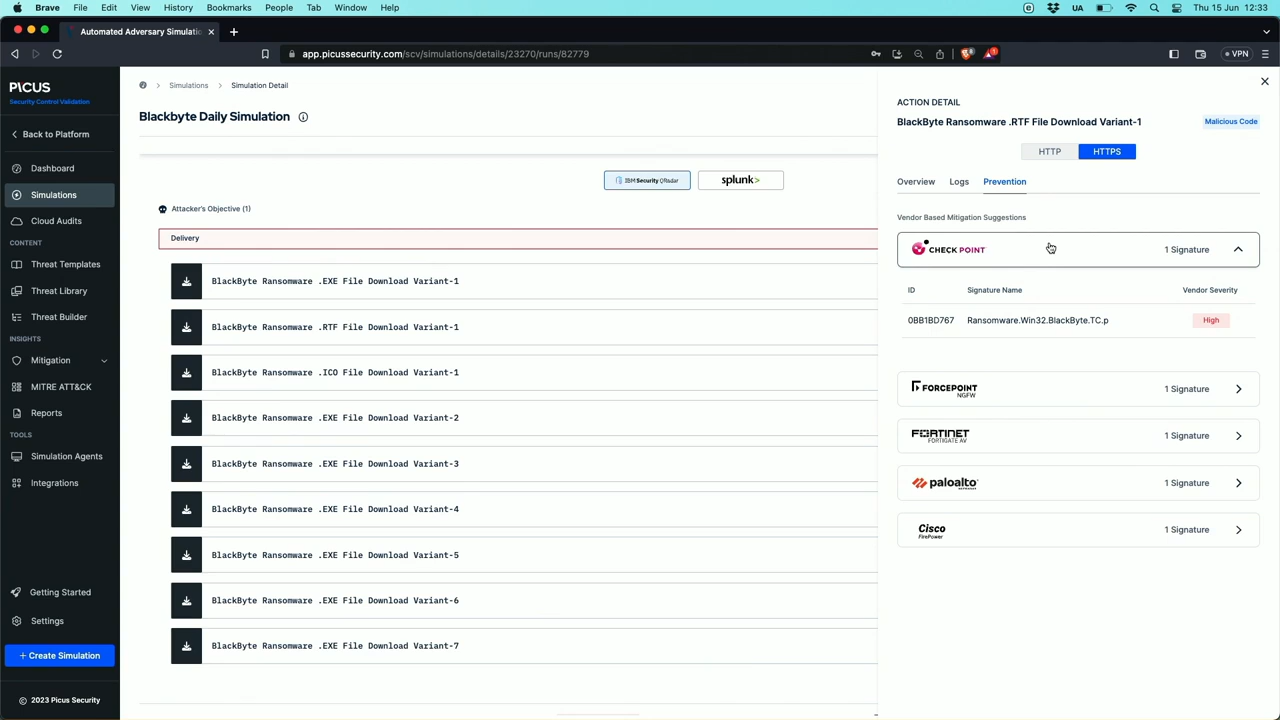 Brave File Edit View History Bookmarks People Tab Window Help UA Thu 15 Jun 12:33
Automated Adversary Simulatio
app.picussecurity.com/scv/simulations/details/23270/runs/82779 VPN
PICUS
Security Control Validation
Back to Platform
Dashboard
Simulations
Cloud Audits
CONTENT
Threat Templates
Threat Library
Threat Builder
INSIGHTS
Mitigation
MITRE ATT&CK
Reports
TOOLS
Simulation Agents
Integrations
Getting Started
Settings
+ Create Simulation
© 2023 Picus Security
Simulations > Simulation Detail
Blackbyte Daily Simulation
IBM Security QRadar
splunk>
Attacker's Objective (1)
Delivery
BlackByte Ransomware .EXE File Download Variant-1
BlackByte Ransomware .RTF File Download Variant-1
BlackByte Ransomware .ICO File Download Variant-1
BlackByte Ransomware .EXE File Download Variant-2
BlackByte Ransomware .EXE File Download Variant-3
BlackByte Ransomware .EXE File Download Variant-4
BlackByte Ransomware .EXE File Download Variant-5
BlackByte Ransomware .EXE File Download Variant-6
BlackByte Ransomware .EXE File Download Variant-7
ACTION DETAIL
BlackByte Ransomware .RTF File Download Variant-1 Malicious Code
HTTP HTTPS
Overview Logs Prevention
Vendor Based Mitigation Suggestions
CHECK POINT 1 Signature
ID Signature Name Vendor Severity
0BB1BD767 Ransomware.Win32.BlackByte.TC.p High
FORCEPOINT
NGFW
1 Signature
FORTINET
FORTIGATE AV
1 Signature
paloalto
1 Signature
Cisco
FirePower
1 Signature